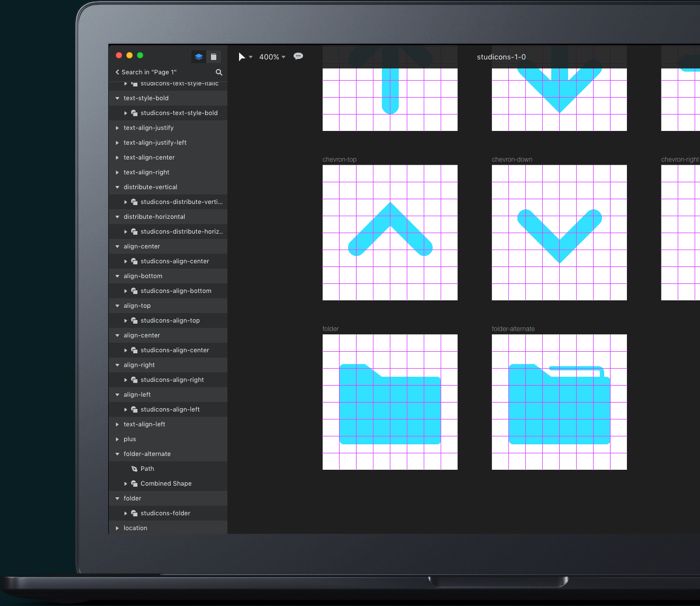 400%
studicons-1-0
Search in "Page 1"
studicons-text-style-italic
text-style-bold
studicons-text-style-bold
text-align-justify
text-align-justify-left
text-align-center
text-align-right
distribute-vertical
studicons-distribute-verti...
distribute-horizontal
studicons-distribute-horiz...
align-center
studicons-align-center
align-bottom
studicons-align-bottom
align-top
studicons-align-top
align-center
studicons-align-center
align-right
studicons-align-right
align-left
studicons-align-left
text-align-left
plus
folder-alternate
Path
Combined Shape
folder
studicons-folder
location
chevron-top
chevron-down
chevron-right
folder
folder-alternate